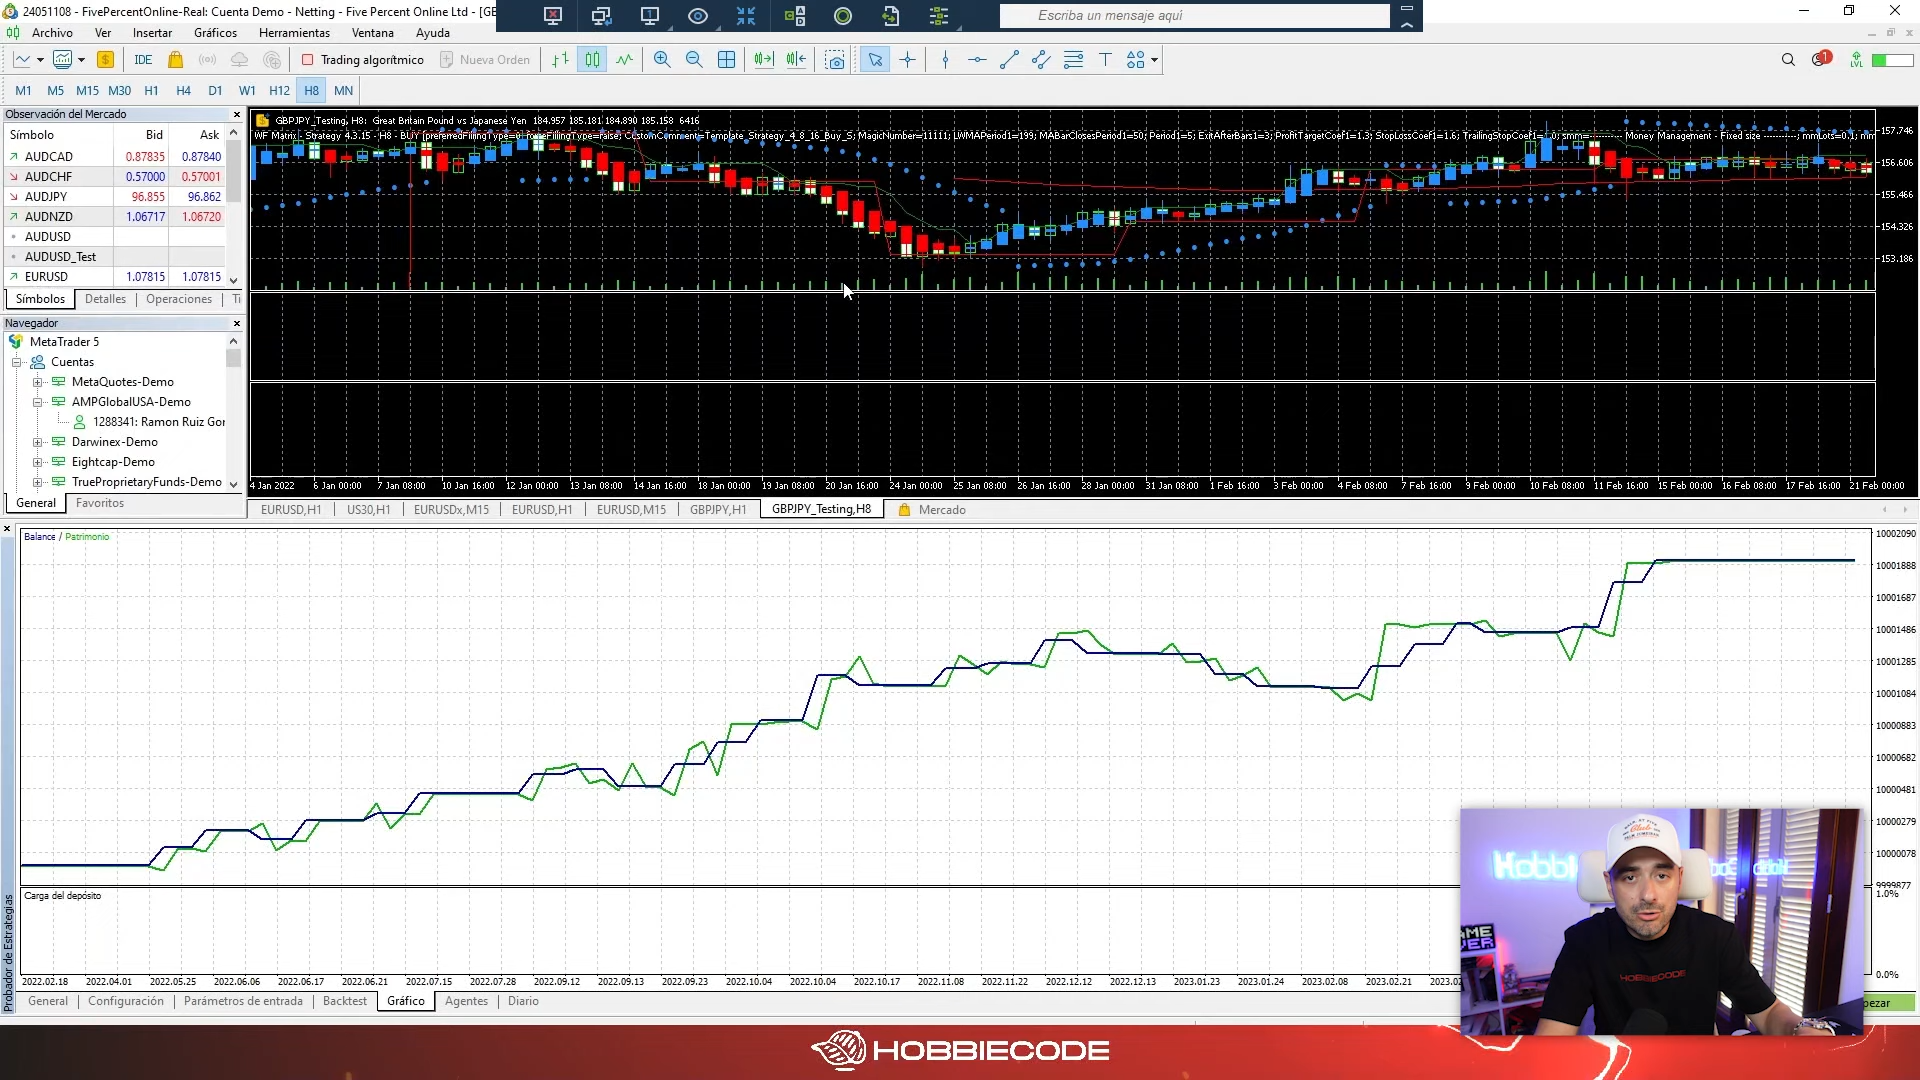 24051108 - FivePercentOnline-Real: Cuenta Demo - Netting - Five Percent Online Ltd - [GE
Escriba un mensaje aquí
Archivo Ver Insertar Gráficos Herramientas Ventana Ayuda
IDE Trading algorítmico Nueva Orden 1 LVL
M1 M5 M15 M30 H1 H4 D1 W1 H12 H8 MN
Observación del Mercado
Símbolo Bid Ask
AUDCAD 0.87835 0.87840
AUDCHF 0.57000 0.57001
AUDJPY 96.855 96.862
AUDNZD 1.06717 1.06720
AUDUSD
AUDUSD_Test
EURUSD 1.07815 1.07815
Símbolos Detalles Operaciones Ti
Navegador
MetaTrader 5
Cuentas
MetaQuotes-Demo
AMPGlobalUSA-Demo
1288341: Ramon Ruiz Gor
Darwinex-Demo
Eightcap-Demo
TrueProprietaryFunds-Demo
General Favoritos
GBPJPY_Testing, H8: Great Britain Pound vs Japanese Yen 184.957 185.181 184.890 185.158 6416
157.746
156.606
155.466
154.326
153.186
4 Jan 2022 6 Jan 00:00 7 Jan 08:00 10 Jan 16:00 12 Jan 00:00 13 Jan 08:00 14 Jan 16:00 18 Jan 00:00 19 Jan 08:00 20 Jan 16:00 24 Jan 00:00 25 Jan 08:00 26 Jan 16:00 28 Jan 00:00 31 Jan 08:00 1 Feb 16:00 3 Feb 00:00 4 Feb 08:00 7 Feb 16:00 9 Feb 00:00 10 Feb 08:00 11 Feb 16:00 15 Feb 00:00 16 Feb 08:00 17 Feb 16:00 21 Feb 00:00
EURUSD,H1 US30,H1 EURUSDx,M15 EURUSD,H1 EURUSD,M15 GBPJPY,H1 GBPJPY_Testing,H8 Mercado
Balance / Patrimonio
10002090
10001888
10001687
10001486
10001285
10001084
10000883
10000682
10000481
10000279
10000078
9999877
Carga del depósito
1.0%
0.0%
2022.02.18 2022.04.01 2022.05.25 2022.06.06 2022.06.17 2022.06.21 2022.07.15 2022.07.28 2022.09.12 2022.09.13 2022.09.23 2022.10.04 2022.10.04 2022.10.17 2022.11.08 2022.11.22 2022.12.12 2022.12.13 2023.01.23 2023.01.24 2023.02.08 2023.02.21 2023.02
Probador de Estrategias
General Configuración Parámetros de entrada Backtest Gráfico Agentes Diario
pezar
Hobbi
HOBBIECODE
HOBBIECODE